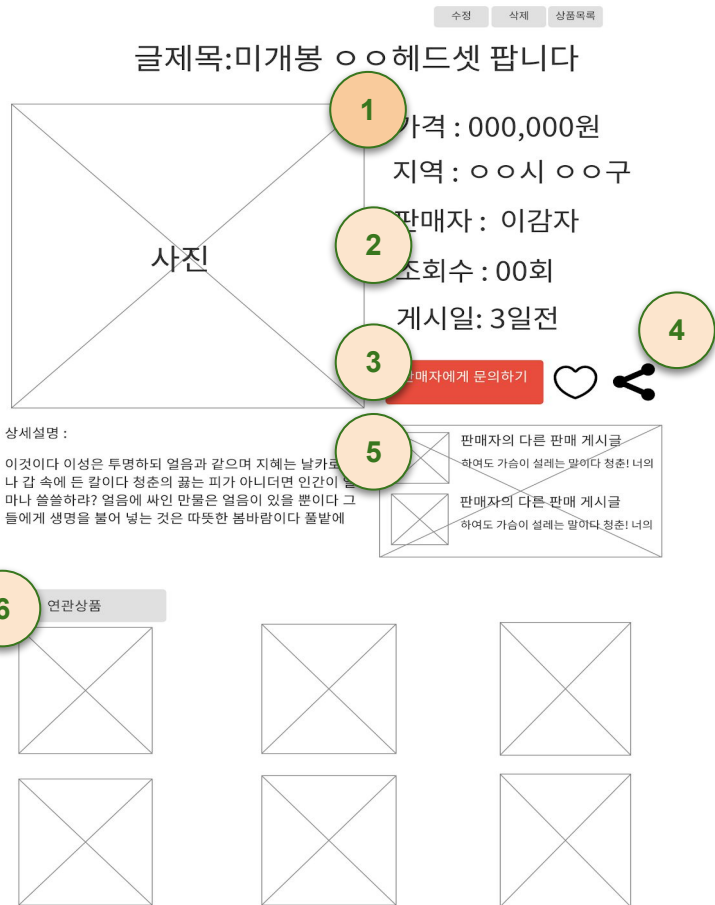 수정 삭제 상품목록
글제목:미개봉 ㅇㅇ헤드셋 팝니다
1
가격 : 000,000원
지역 : ㅇㅇ시 ㅇㅇ구
판매자 : 이감자
2
사진
조회수 : 00회
게시일: 3일전
4
3
판매자에게 문의하기
상세설명 :
이것이다 이성은 투명하되 얼음과 같으며 지혜는 날카로
나 갑 속에 든 칼이다 청춘의 끓는 피가 아니더면 인간이 얼
마나 쓸쓸하랴? 얼음에 싸인 만물은 얼음이 있을 뿐이다 그
들에게 생명을 불어 넣는 것은 따뜻한 봄바람이다 풀밭에
5
판매자의 다른 판매 게시글
하여도 가슴이 설레는 말이다 청춘! 너의
판매자의 다른 판매 게시글
하여도 가슴이 설레는 말이다 청춘! 너의
6
연관상품